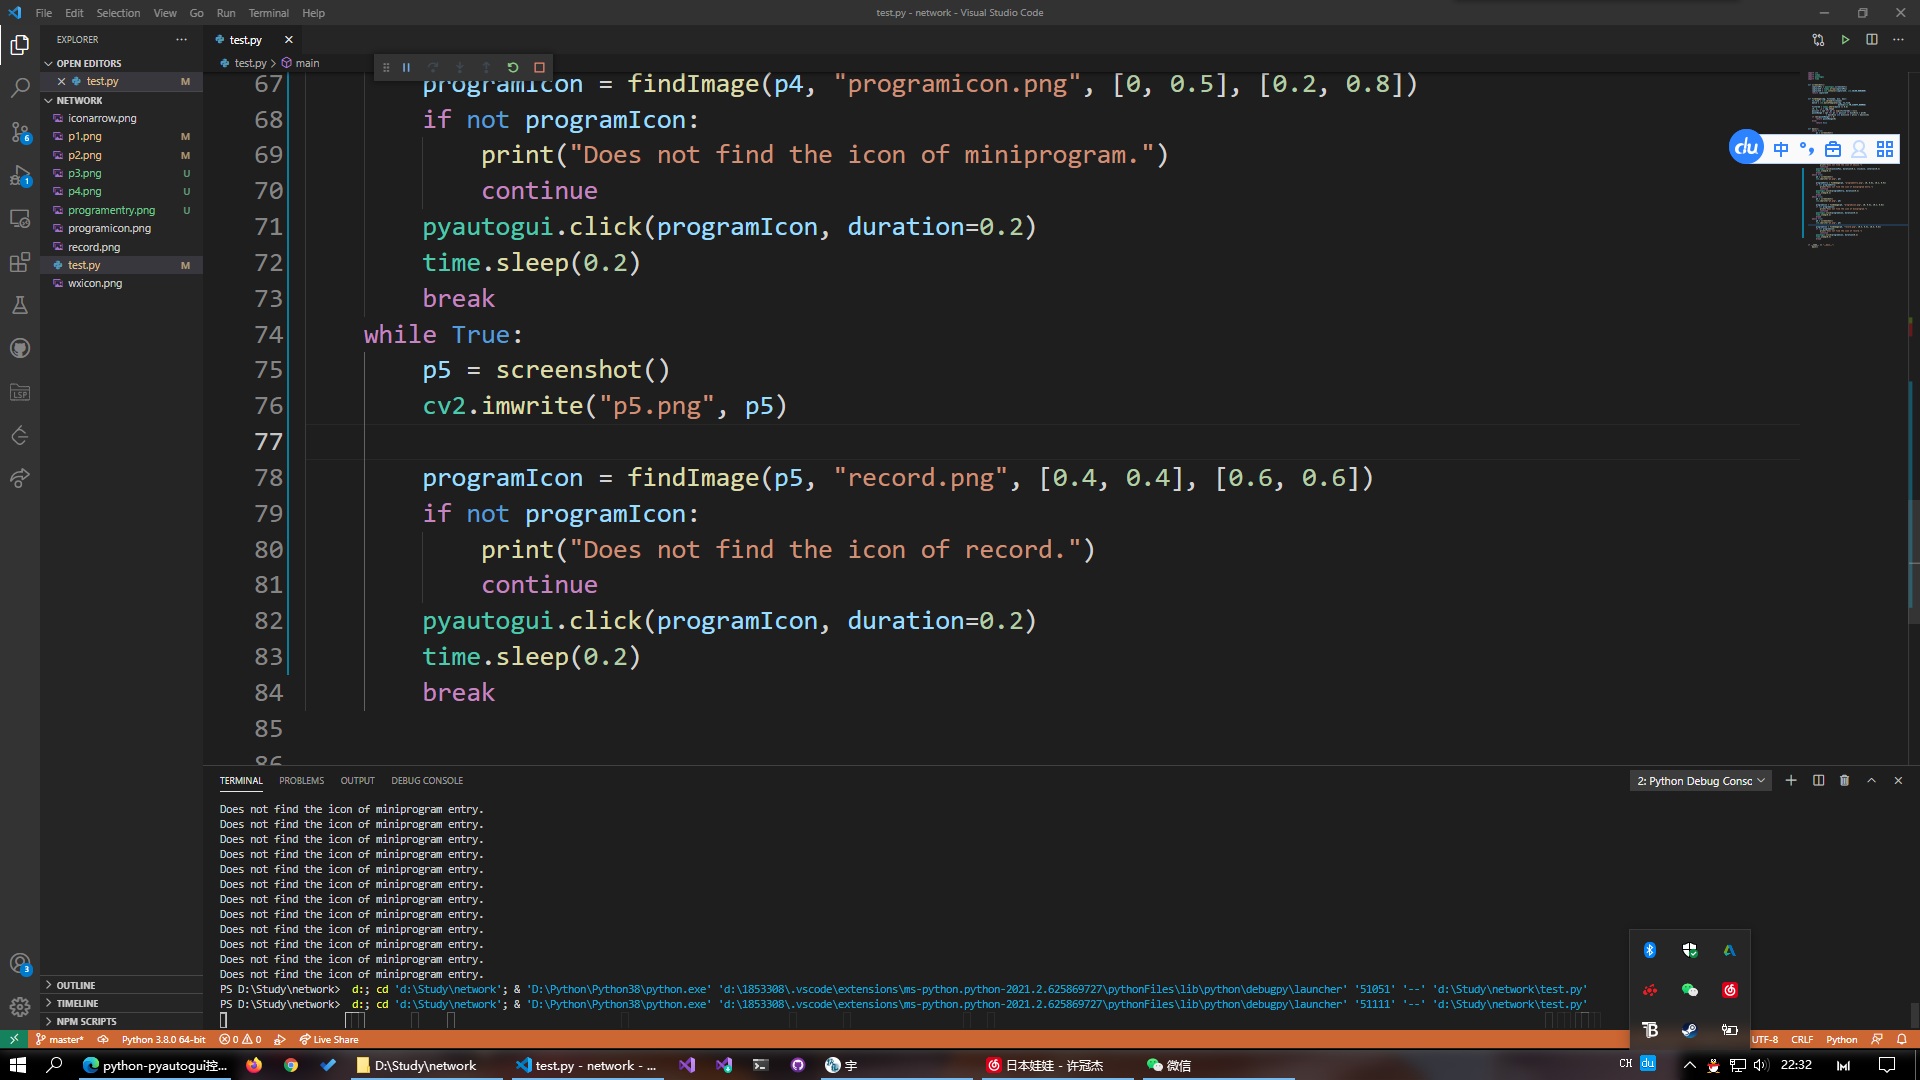 File Edit Selection View Go Run Terminal Help
test.py - network - Visual Studio Code
EXPLORER
test.py
OPEN EDITORS
test.py > main
test.py M
NETWORK
iconarrow.png
p1.png M
p2.png M
p3.png U
p4.png U
programentry.png U
programicon.png
record.png
test.py M
wxicon.png
67 programIcon = findImage(p4, "programicon.png", [0, 0.5], [0.2, 0.8])
68 if not programIcon:
69 print("Does not find the icon of miniprogram.")
70 continue
71 pyautogui.click(programIcon, duration=0.2)
72 time.sleep(0.2)
73 break
74 while True:
75 p5 = screenshot()
76 cv2.imwrite("p5.png", p5)
77
78 programIcon = findImage(p5, "record.png", [0.4, 0.4], [0.6, 0.6])
79 if not programIcon:
80 print("Does not find the icon of record.")
81 continue
82 pyautogui.click(programIcon, duration=0.2)
83 time.sleep(0.2)
84 break
85
86
du 中 °,
6
1
LSP
3
TERMINAL PROBLEMS OUTPUT DEBUG CONSOLE
2: Python Debug Consc
Does not find the icon of miniprogram entry.
Does not find the icon of miniprogram entry.
Does not find the icon of miniprogram entry.
Does not find the icon of miniprogram entry.
Does not find the icon of miniprogram entry.
Does not find the icon of miniprogram entry.
Does not find the icon of miniprogram entry.
Does not find the icon of miniprogram entry.
Does not find the icon of miniprogram entry.
Does not find the icon of miniprogram entry.
Does not find the icon of miniprogram entry.
Does not find the icon of miniprogram entry.
PS D:\Study\network> d:; cd 'd:\Study\network'; & 'D:\Python\Python38\python.exe' 'd:\1853308\.vscode\extensions\ms-python.python-2021.2.625869727\pythonFiles\lib\python\debugpy\launcher' '51051' '--' 'd:\Study\network\test.py'
PS D:\Study\network> d:; cd 'd:\Study\network'; & 'D:\Python\Python38\python.exe' 'd:\1853308\.vscode\extensions\ms-python.python-2021.2.625869727\pythonFiles\lib\python\debugpy\launcher' '51111' '--' 'd:\Study\network\test.py'
OUTLINE
TIMELINE
NPM SCRIPTS
master* Python 3.8.0 64-bit 0 0 Live Share
UTF-8 CRLF Python
python-pyautogui控...
D:\Study\network
test.py - network - ...
宇
日本娃娃 - 许冠杰
微信
CH du
22:32